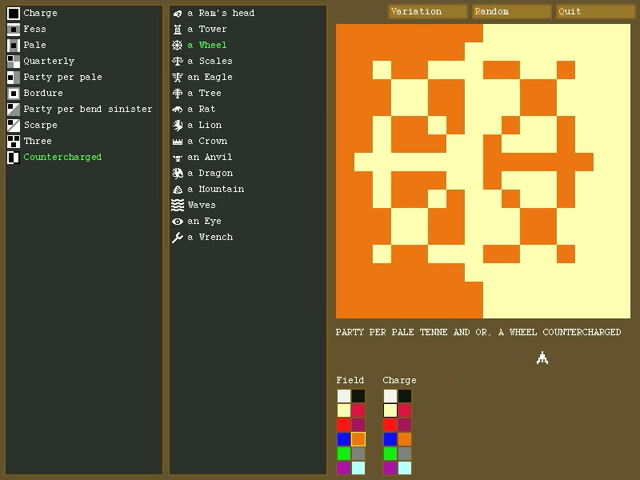 Charge
Fess
Pale
Quarterly
Party per pale
Bordure
Party per bend sinister
Scarpe
Three
Countercharged
a Ram's head
a Tower
a Wheel
a Scales
an Eagle
a Tree
a Rat
a Lion
a Crown
an Anvil
a Dragon
a Mountain
Waves
an Eye
a Wrench
Variation Random Quit
PARTY PER PALE TENNE AND OR. A WHEEL COUNTERCHARGED
Field Charge